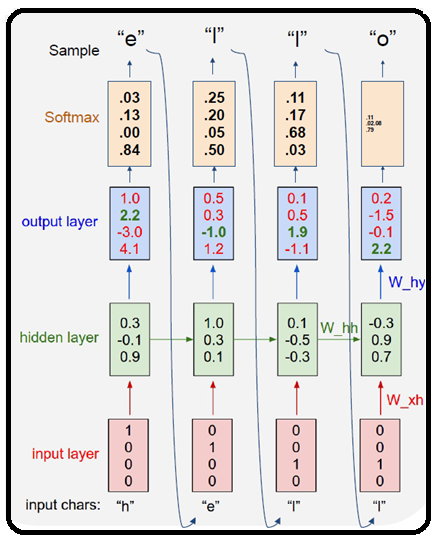 Sample “e” “l” “l” “o”
Softmax
.03 .25 .11 .11
.13 .20 .17 .02.08
.00 .05 .68 .79
.84 .50 .03
output layer
1.0 0.5 0.1 0.2
2.2 0.3 0.5 -1.5
-3.0 -1.0 1.9 -0.1
4.1 1.2 -1.1 2.2
W_hy
hidden layer
0.3 1.0 0.1 W_hh -0.3
-0.1 0.3 -0.5 0.9
0.9 0.1 -0.3 0.7
W_xh
input layer
1 0 0 0
0 1 0 0
0 0 1 1
0 0 0 0
input chars: “h” “e” “l” “l”